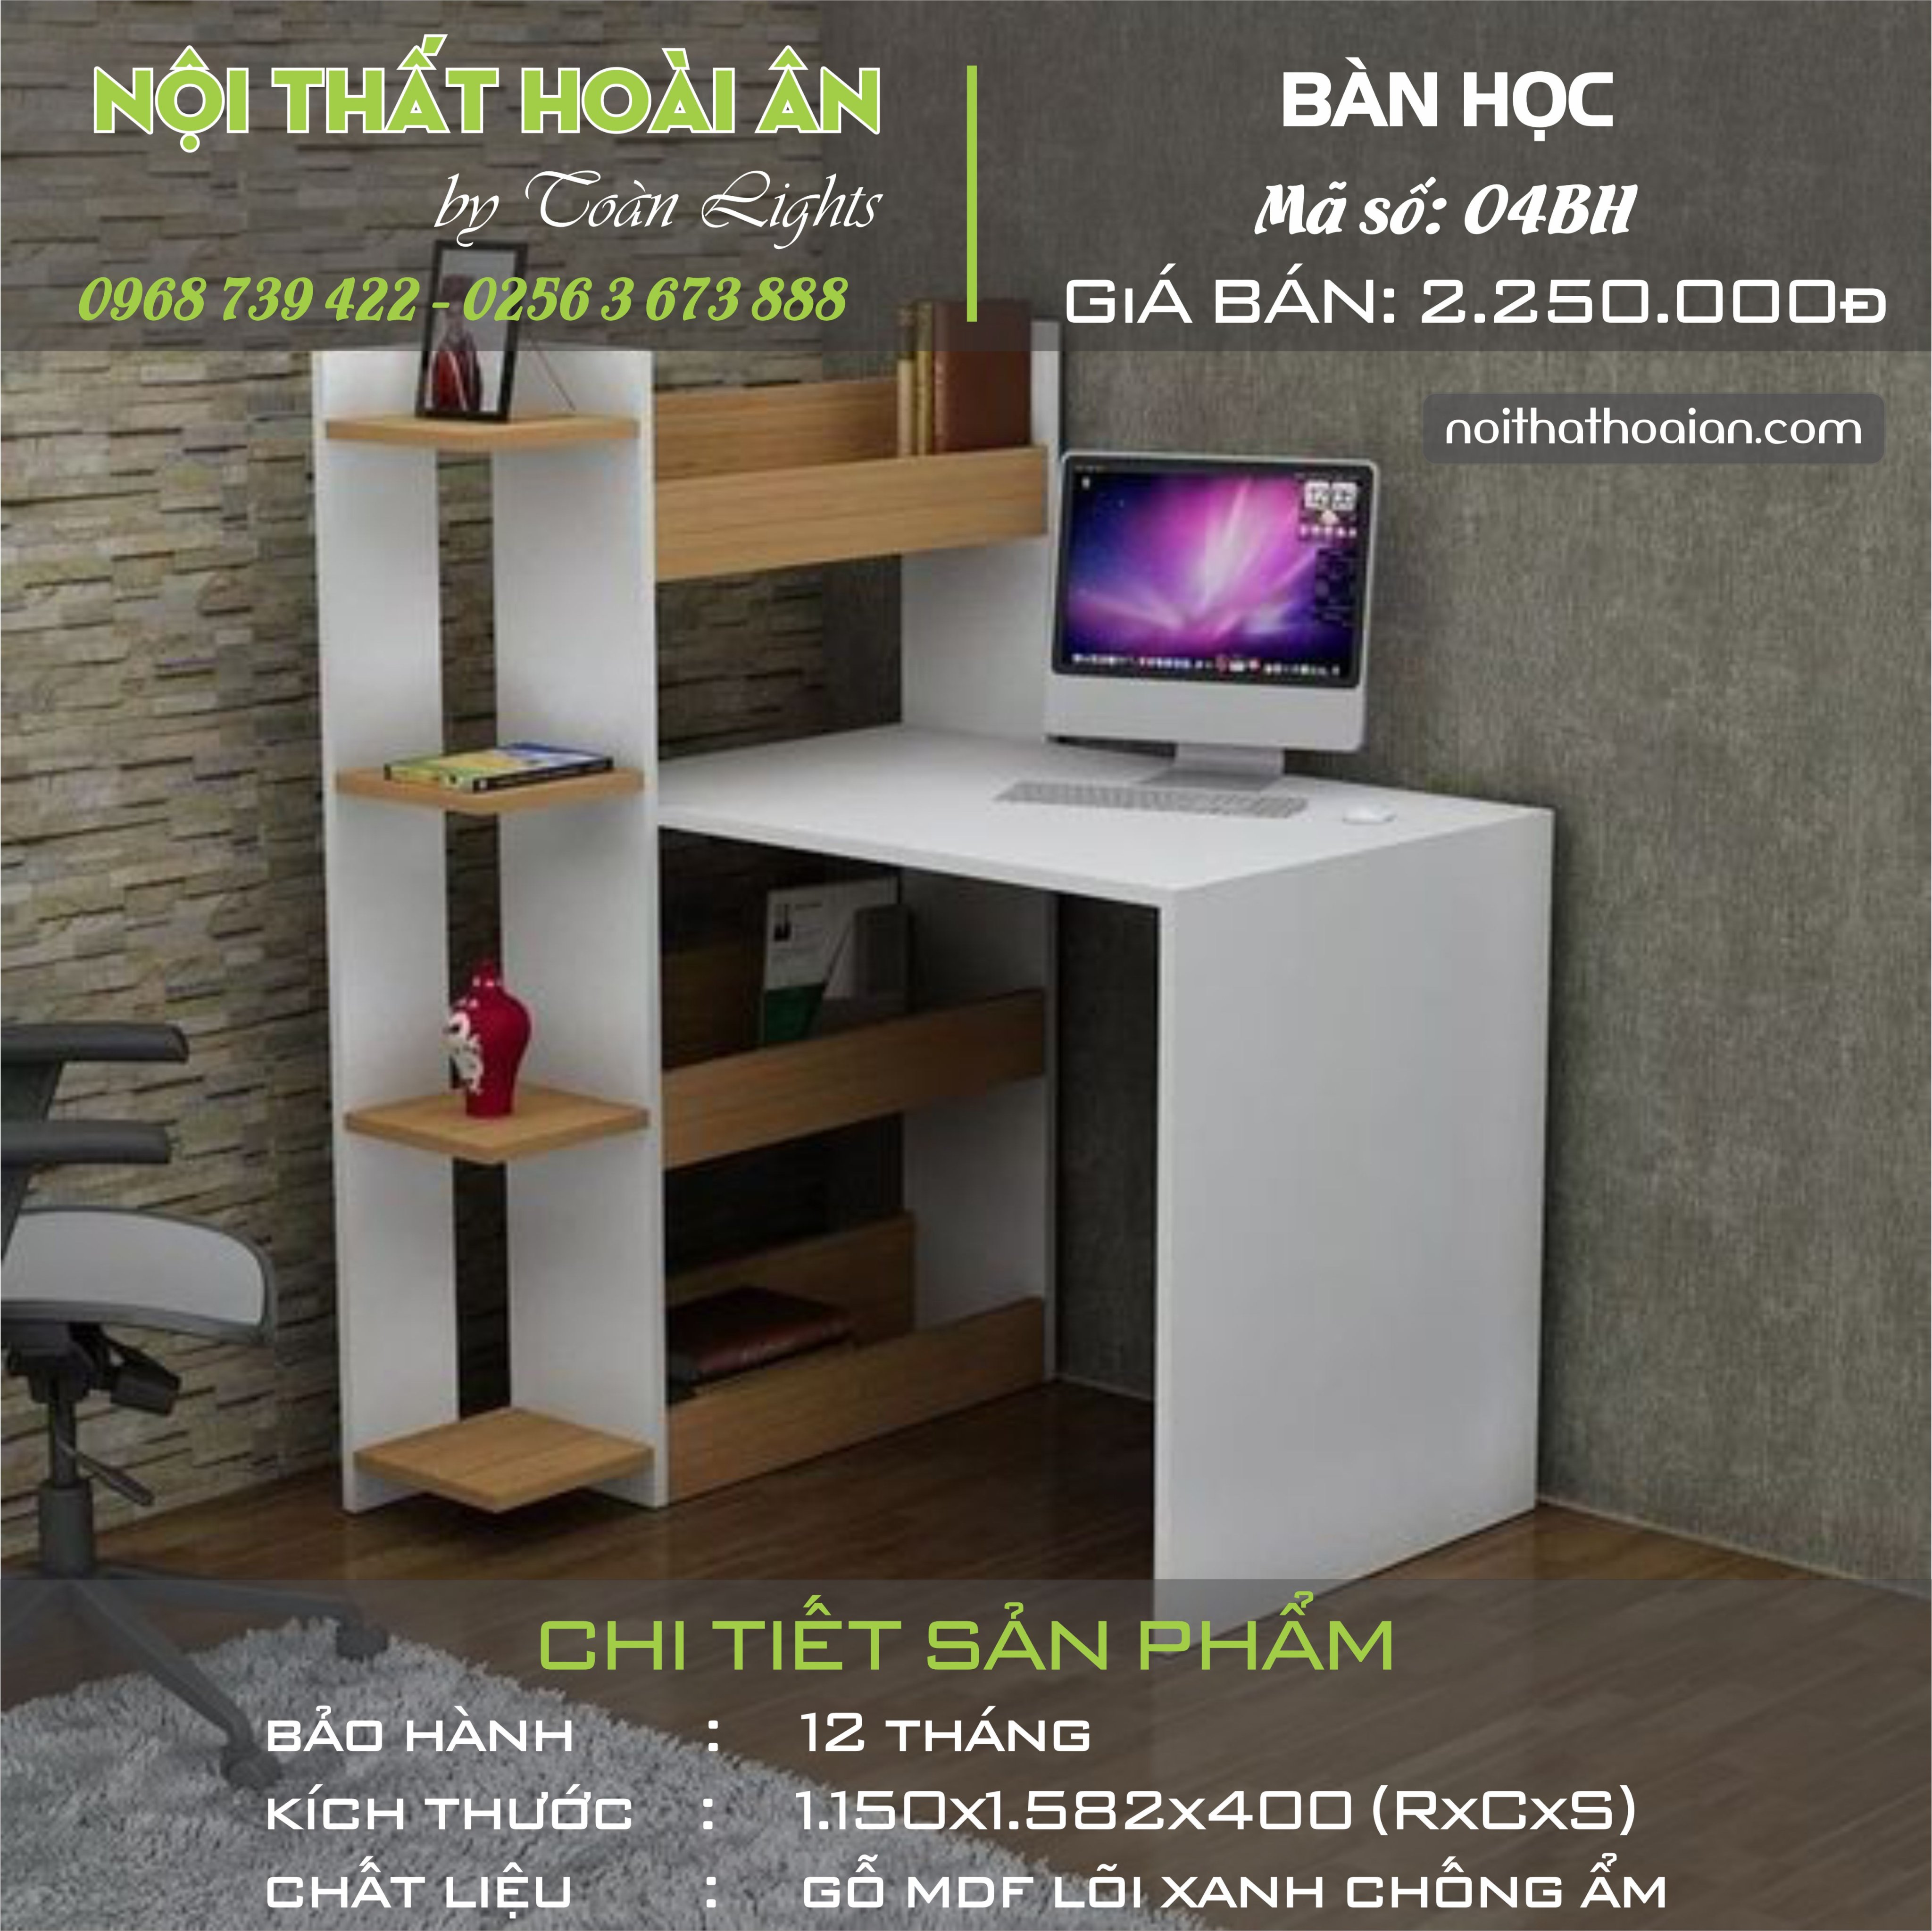 NỘI THẤT HOÀI ÂN
by Toàn Lights
0968 739 422 - 0256 3 673 888
BÀN HỌC
Mã số: 04BH
GIÁ BÁN: 2.250.000Đ
noithathoaian.com
CHI TIẾT SẢN PHẨM
BẢO HÀNH : 12 THÁNG
KÍCH THƯỚC : 1.150x1.582x400 (RxCxS)
CHẤT LIỆU : GỖ MDF LÕI XANH CHỐNG ẨM